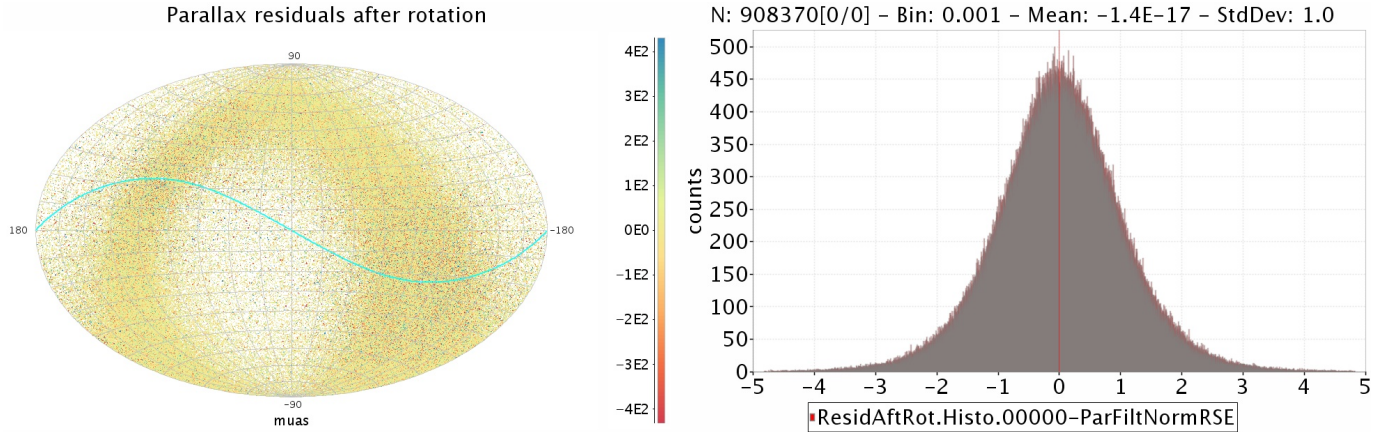 Parallax residuals after rotation
90
180
-180
-90
muas
4E2
3E2
2E2
1E2
0E0
-1E2
-2E2
-3E2
-4E2
N: 908370[0/0] - Bin: 0.001 - Mean: -1.4E-17 - StdDev: 1.0
counts
500
450
400
350
300
250
200
150
100
50
0
-5 -4 -3 -2 -1 0 1 2 3 4 5
ResidAftRot.Histo.00000-ParFiltNormRSE